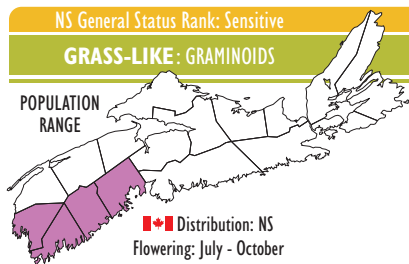 NS General Status Rank: Sensitive
GRASS-LIKE: GRAMINOIDS
POPULATION
RANGE
Distribution: NS
Flowering: July - October